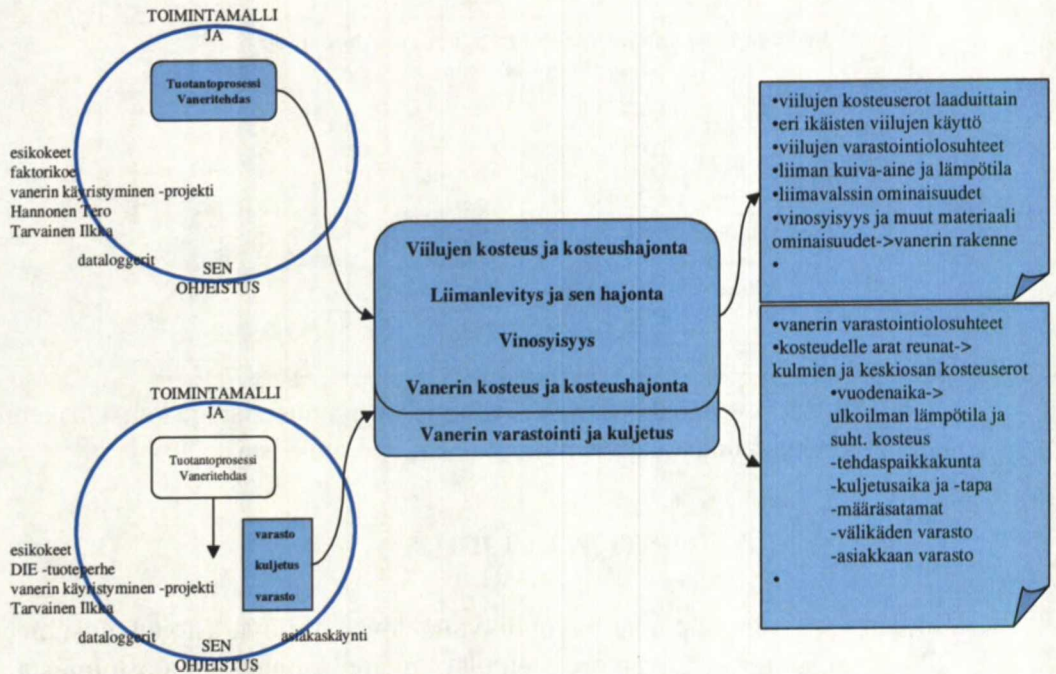 TOIMINTAMALLI
JA
Tuotantoprosessi
Vaneritehdas
esikokeet
faktorikoe
vanerin käyristyminen -projekti
Hannonen Tero
Tarvainen Ilkka
dataloggerit
SEN
OHJEISTUS
TOIMINTAMALLI
JA
Tuotantoprosessi
Vaneritehdas
varasto
kuljetus
varasto
esikokeet
DIE -tuoteperhe
vanerin käyristyminen -projekti
Tarvainen Ilkka
dataloggerit
SEN
OHJEISTUS
asiakaskäynti
Viilujen kosteus ja kosteushajonta
Liimanlevitys ja sen hajonta
Vinosyisyys
Vanerin kosteus ja kosteushajonta
Vanerin varastointi ja kuljetus
•viilujen kosteuserot laaduittain
•eri ikäisten viilujen käyttö
•viilujen varastointiolosuhteet
•liiman kuiva-aine ja lämpötila
•liimavalssin ominaisuudet
•vinosyisyys ja muut materiaali
ominaisuudet->vanerin rakenne
•
•vanerin varastointiolosuhteet
•kosteudelle arat reunat->
kulmien ja keskiosan kosteuserot
•vuodenaika->
ulkoilman lämpötila ja
suht. kosteus
-tehdaspaikkakunta
-kuljetusaika ja -tapa
-määräsatamat
-välikäden varasto
-asiakkaan varasto
•